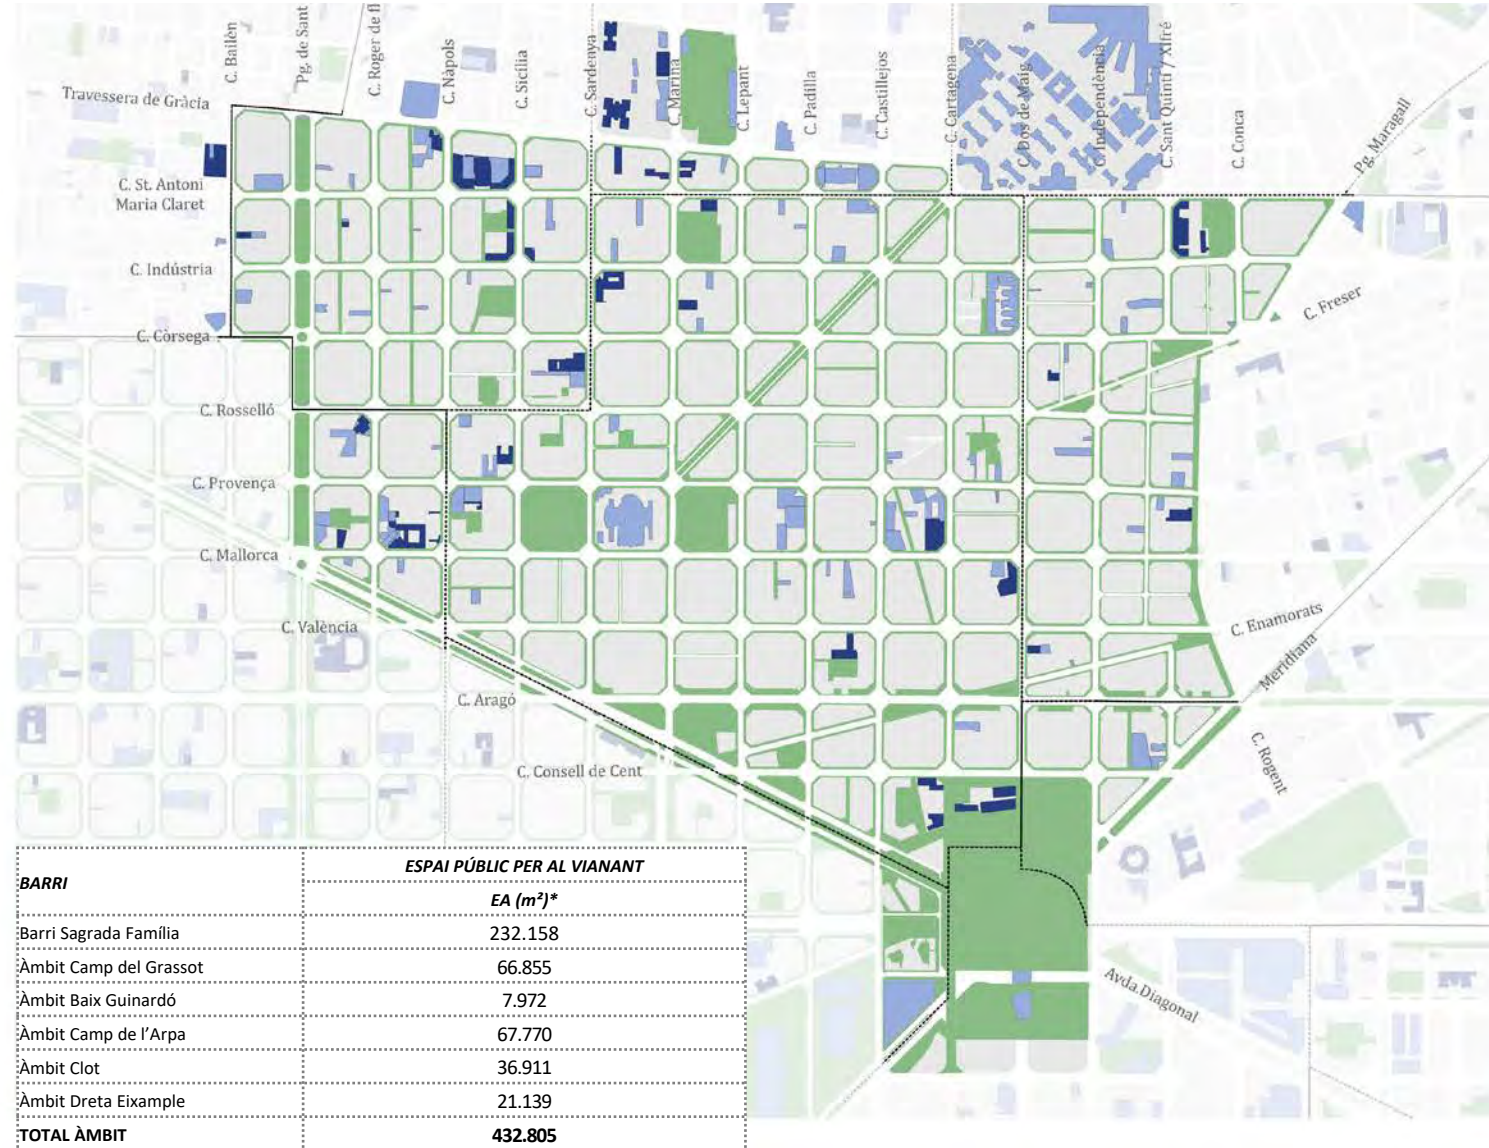 C. Bailèn
Pg. de Sant
C. Roger de fl
C. Nàpols
C. Sicília
C. Sardenya
C. Marina
C. Lepant
C. Padilla
C. Castillejos
C. Cartagena
C. Dos de Maig
C. Independència
C. Sant Quintí / Xifré
C. Conca
Pg. Maragall
Travessera de Gràcia
C. St. Antoni
Maria Claret
C. Indústria
C. Còrsega
C. Rosselló
C. Provença
C. Mallorca
C. València
C. Aragó
C. Consell de Cent
C. Freser
C. Enamorats
Meridiana
C. Rogent
Avda.Diagonal
BARRI
ESPAI PÚBLIC PER AL VIANANT
EA (m²)*
Barri Sagrada Família 232.158
Àmbit Camp del Grassot 66.855
Àmbit Baix Guinardó 7.972
Àmbit Camp de l’Arpa 67.770
Àmbit Clot 36.911
Àmbit Dreta Eixample 21.139
TOTAL ÀMBIT 432.805